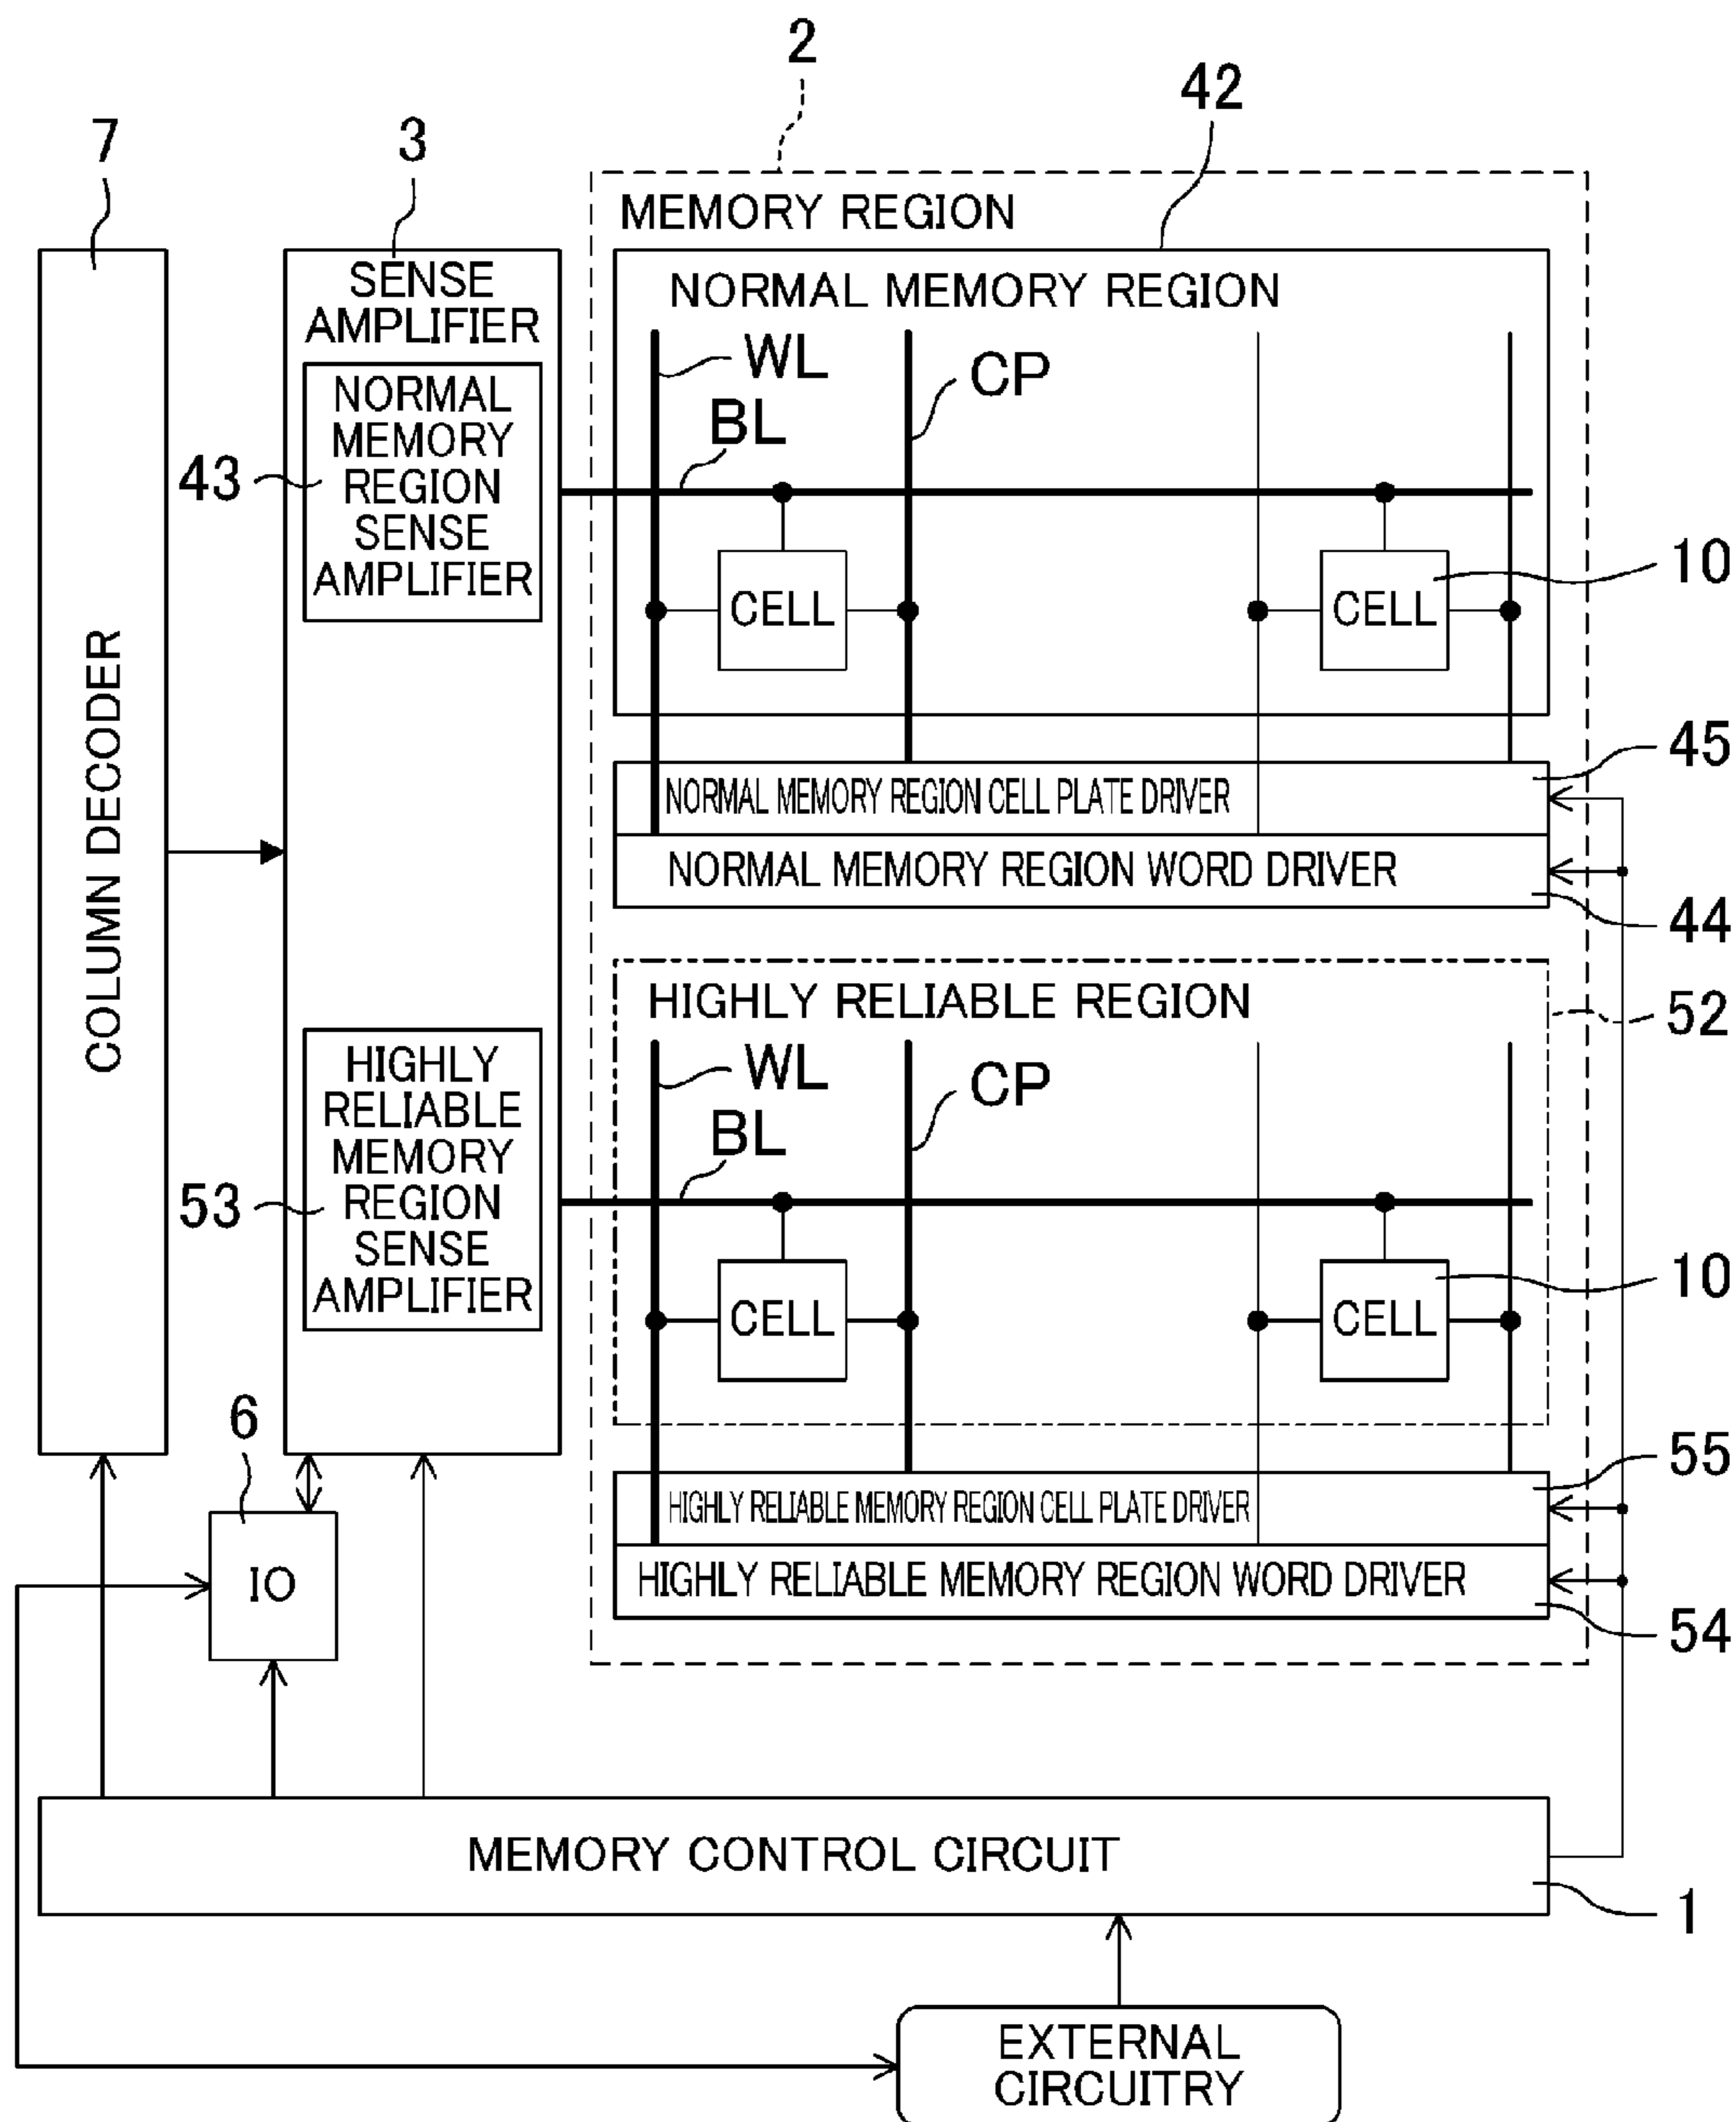 2
42
7
3
MEMORY REGION
SENSE
AMPLIFIER
NORMAL MEMORY REGION
WL
CP
NORMAL
MEMORY
REGION
SENSE
AMPLIFIER
BL
43
10
CELL
CELL
COLUMN DECODER
45
NORMAL MEMORY REGION CELL PLATE DRIVER
NORMAL MEMORY REGION WORD DRIVER
44
HIGHLY RELIABLE REGION
52
HIGHLY
RELIABLE
MEMORY
REGION
SENSE
AMPLIFIER
WL
CP
BL
53
10
CELL
CELL
6
55
HIGHLY RELIABLE MEMORY REGION CELL PLATE DRIVER
IO
HIGHLY RELIABLE MEMORY REGION WORD DRIVER
54
MEMORY CONTROL CIRCUIT
1
EXTERNAL
CIRCUITRY